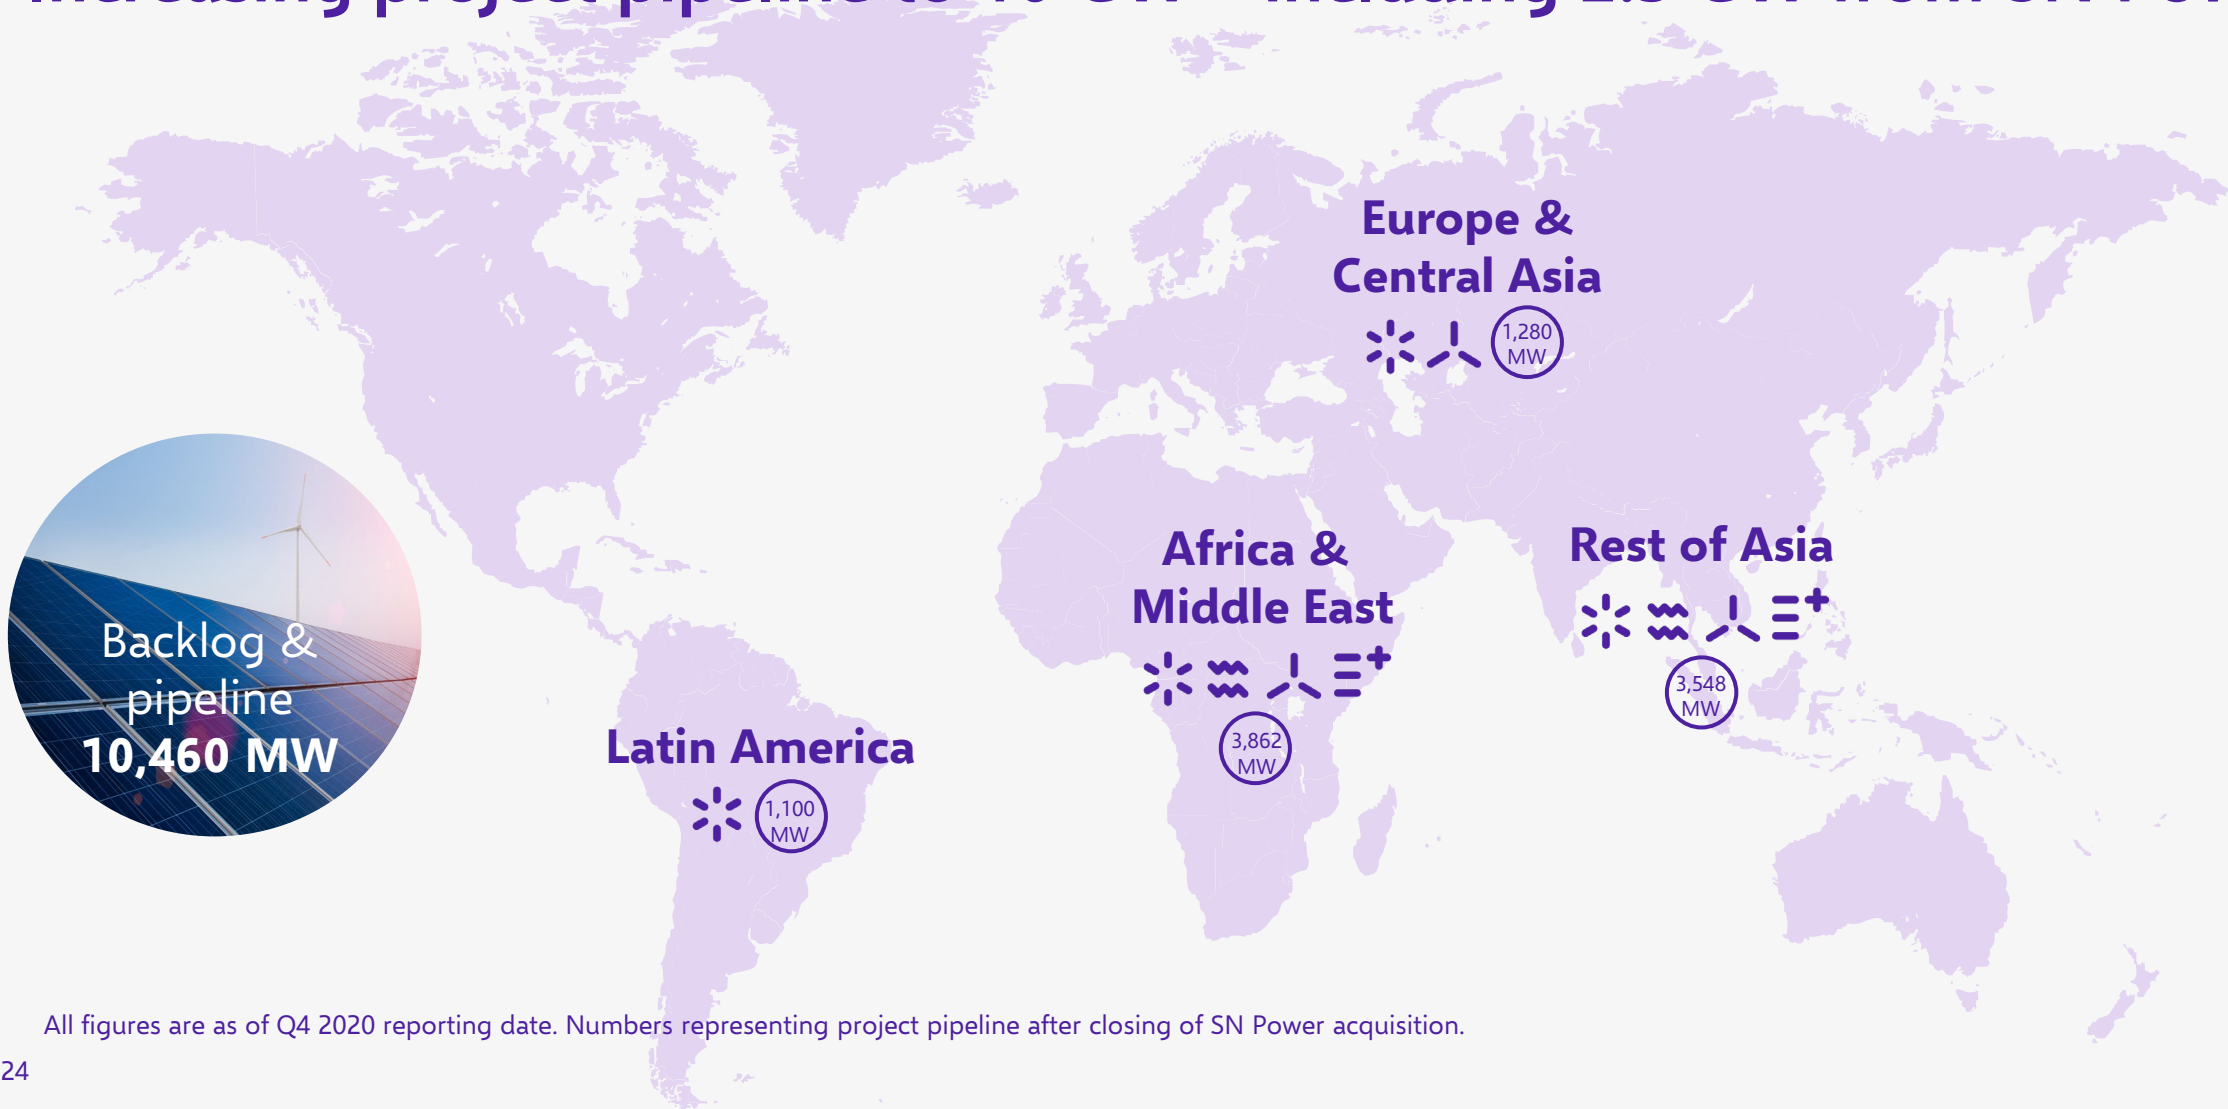 Europe &
Central Asia
1,280
MW
Africa &
Middle East
3,862
MW
Rest of Asia
3,548
MW
Latin America
1,100
MW
Backlog &
pipeline
10,460 MW
All figures are as of Q4 2020 reporting date. Numbers representing project pipeline after closing of SN Power acquisition.
24